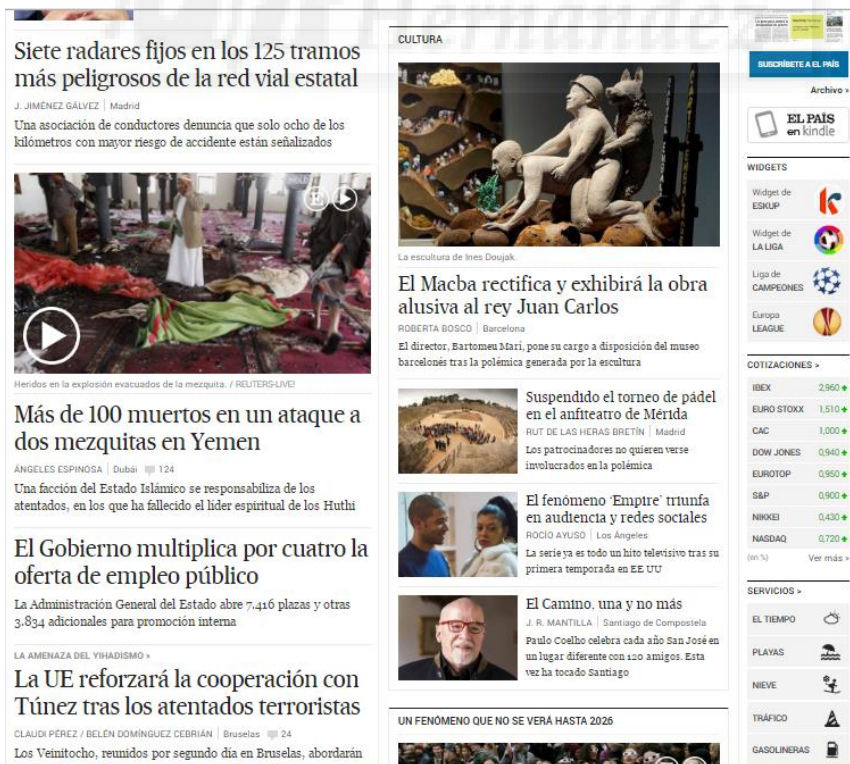 Siete radares fijos en los 125 tramos
más peligrosos de la red vial estatal
J. JIMÉNEZ GÁLVEZ | Madrid
Una asociación de conductores denuncia que solo ocho de los
kilómetros con mayor riesgo de accidente están señalizados
E
Heridos en la explosión evacuados de la mezquita. / REUTERS-LIVE!
Más de 100 muertos en un ataque a
dos mezquitas en Yemen
ÁNGELES ESPINOSA | Dubái 124
Una facción del Estado Islámico se responsabiliza de los
atentados, en los que ha fallecido el líder espiritual de los Huthi
El Gobierno multiplica por cuatro la
oferta de empleo público
La Administración General del Estado abre 7.416 plazas y otras
3.834 adicionales para promoción interna
LA AMENAZA DEL YIHADISMO »
La UE reforzará la cooperación con
Túnez tras los atentados terroristas
CLAUDI PÉREZ / BELÉN DOMÍNGUEZ CEBRIÁN | Bruselas 24
Los Veinitocho, reunidos por segundo día en Bruselas, abordarán
CULTURA
La escultura de Ines Doujak.
El Macba rectifica y exhibirá la obra
alusiva al rey Juan Carlos
ROBERTA BOSCO | Barcelona
El director, Bartomeu Marí, pone su cargo a disposición del museo
barcelonés tras la polémica generada por la escultura
Suspendido el torneo de pádel
en el anfiteatro de Mérida
RUT DE LAS HERAS BRETÍN | Madrid
Los patrocinadores no quieren verse
involucrados en la polémica
El fenómeno ‘Empire’ triunfa
en audiencia y redes sociales
ROCÍO AYUSO | Los Ángeles
La serie ya es todo un hito televisivo tras su
primera temporada en EE UU
El Camino, una y no más
J. R. MANTILLA | Santiago de Compostela
Paulo Coelho celebra cada año San José en
un lugar diferente con 120 amigos. Esta
vez ha tocado Santiago
UN FENÓMENO QUE NO SE VERÁ HASTA 2026
SUSCRÍBETE A EL PAÍS
Archivo »
EL PAÍS
en kindle
WIDGETS
Widget de
ESKUP
Widget de
LA LIGA
Liga de
CAMPEONES
Europa
LEAGUE
COTIZACIONES »
IBEX 2,960
EURO STOXX 1,510
CAC 1,000
DOW JONES 0,940
EUROTOP 0,950
S&P 0,900
NIKKEI 0,430
NASDAQ 0,720
(en %) Ver más »
SERVICIOS »
EL TIEMPO
PLAYAS
NIEVE
TRÁFICO
GASOLINERAS